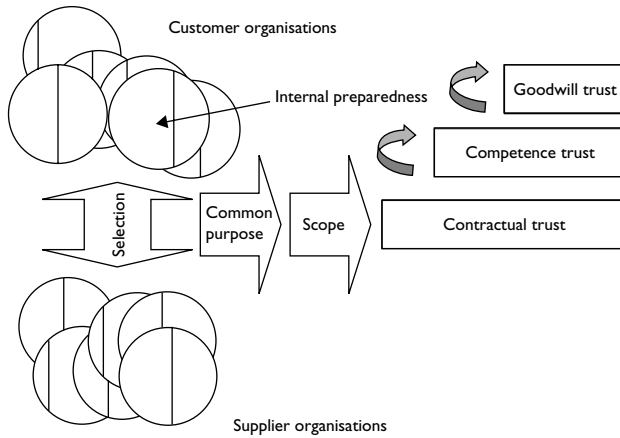 Customer organisations
Internal preparedness
Goodwill trust
Competence trust
Selection
Common
purpose
Scope
Contractual trust
Supplier organisations